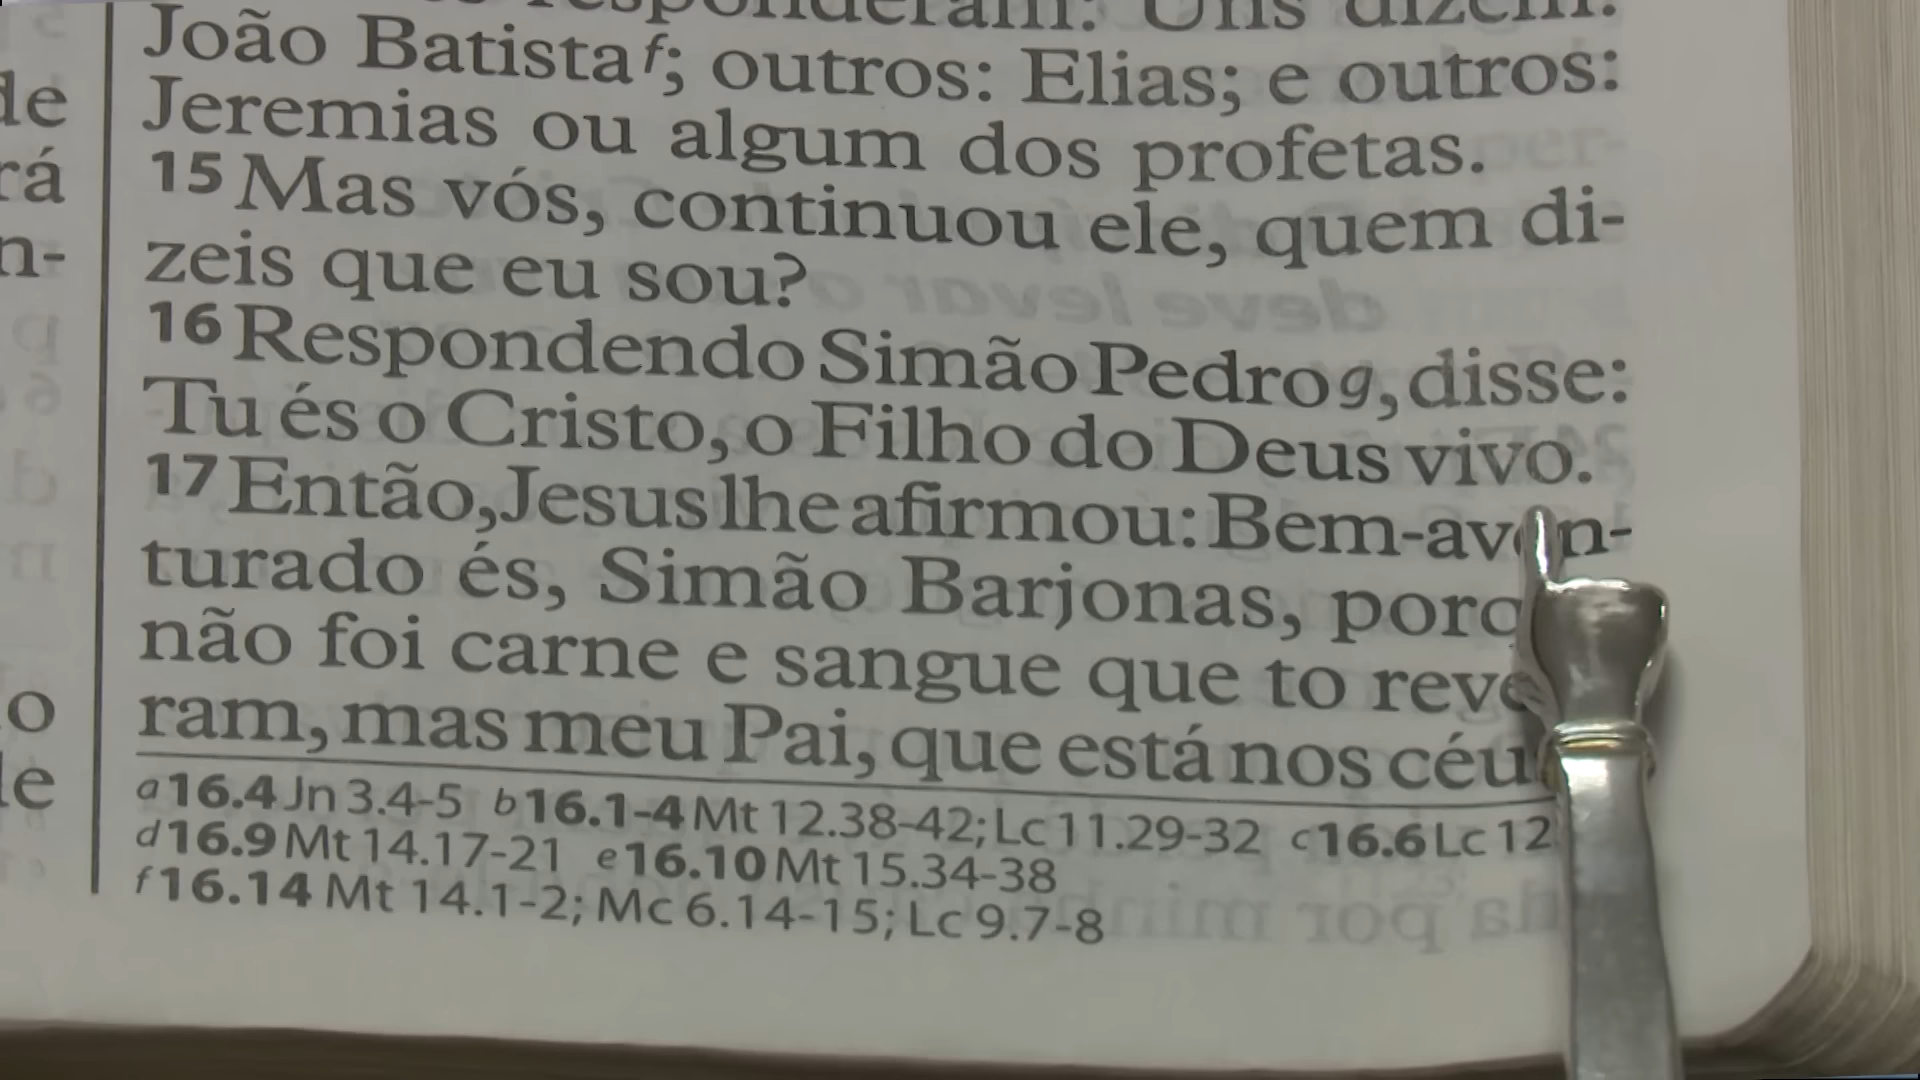 responderam: Uns dizem:
João Batista f; outros: Elias; e outros:
Jeremias ou algum dos profetas.
15 Mas vós, continuou ele, quem di-
zeis que eu sou?
16 Respondendo Simão Pedro g, disse:
Tu és o Cristo, o Filho do Deus vivo.
17 Então, Jesus lhe afirmou: Bem-aven-
turado és, Simão Barjonas, porq
não foi carne e sangue que to reve
ram, mas meu Pai, que está nos céu
a 16.4 Jn 3.4-5 b 16.1-4 Mt 12.38-42; Lc 11.29-32 c 16.6 Lc 12
d 16.9 Mt 14.17-21 e 16.10 Mt 15.34-38
f 16.14 Mt 14.1-2; Mc 6.14-15; Lc 9.7-8